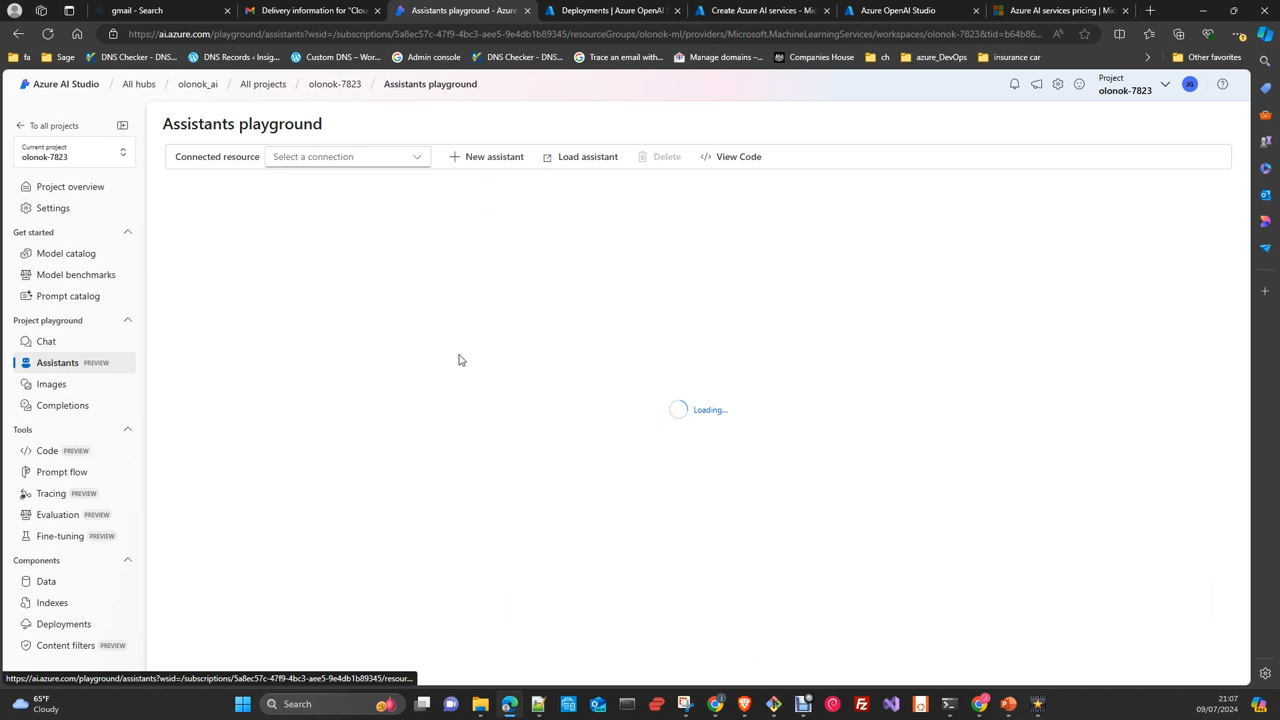 gmail - Search
Delivery information for "Clou
Assistants playground - Azure
Deployments | Azure OpenAI
Create Azure AI services - Mic
Azure OpenAI Studio
Azure AI services pricing | Mic
https://ai.azure.com/playground/assistants?wsid=/subscriptions/5a8ec57c-47f9-4bc3-aee5-9e4db1b89345/resourceGroups/olonok-ml/providers/Microsoft.MachineLearningServices/workspaces/olonok-7823&tid=b64b86...
fa
Sage
DNS Checker - DNS...
DNS Records ‹ Insig...
Custom DNS – Wor...
Admin console
DNS Checker - DNS...
Trace an email with...
Manage domains –...
Companies House
ch
azure_DevOps
insurance car
Other favorites
Azure AI Studio / All hubs / olonok_ai / All projects / olonok-7823 / Assistants playground
Project
olonok-7823
JG
To all projects
Current project
olonok-7823
Project overview
Settings
Get started
Model catalog
Model benchmarks
Prompt catalog
Project playground
Chat
Assistants PREVIEW
Images
Completions
Tools
Code PREVIEW
Prompt flow
Tracing PREVIEW
Evaluation PREVIEW
Fine-tuning PREVIEW
Components
Data
Indexes
Deployments
Content filters PREVIEW
Assistants playground
Connected resource
Select a connection
New assistant
Load assistant
Delete
View Code
Loading...
https://ai.azure.com/playground/assistants?wsid=/subscriptions/5a8ec57c-47f9-4bc3-aee5-9e4db1b89345/resour...
65°F
Cloudy
Search
21:07
09/07/2024